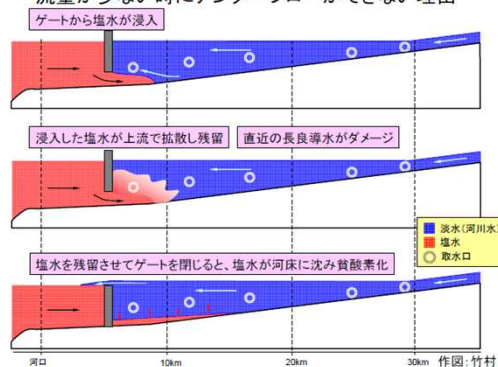 流量が少ない時にアンダーフローができない理由
ゲートから塩水が浸入
浸入した塩水が上流で拡散し残留
直近の長良導水がダメージ
淡水(河川水)
塩水
取水口
塩水を残留させてゲートを閉じると、塩水が河床に沈み貧酸素化
河口
10km
20km
30km
作図:竹村